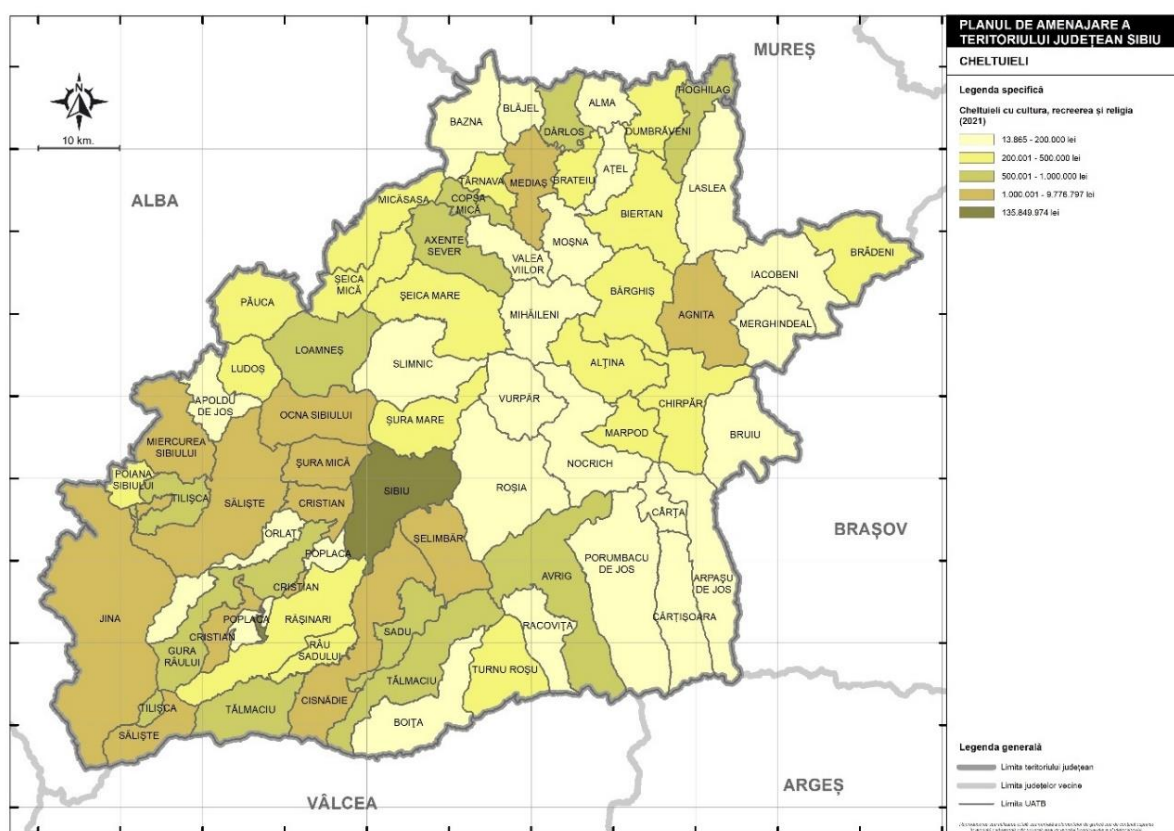 PLANUL DE AMENAJARE A
TERITORIULUI JUDEȚEAN SIBIU
CHELTUIELI
Legenda specifică
Cheltuieli cu cultura, recreerea și religia
(2021)
13.865 - 200.000 lei
200.001 - 500.000 lei
500.001 - 1.000.000 lei
1.000.001 - 9.776.797 lei
135.849.974 lei
N
10 km.
MUREȘ
ALBA
BRAȘOV
ARGEȘ
VÂLCEA
BAZNA
BLĂJEL
DÂRLOS
ALMA
DUMBRĂVENI
HOGHILAG
TÂRNAVA
MEDIAȘ
BRATEIU
AȚEL
LASLEA
MICĂSASA
COPȘA
MICĂ
BIERTAN
AXENTE
SEVER
VALEA
VIILOR
MOȘNA
BRĂDENI
IACOBENI
ȘEICA
MICĂ
ȘEICA MARE
BÂRGHIȘ
PĂUCA
MIHĂILENI
AGNITA
MERGHINDEAL
LOAMNEȘ
SLIMNIC
ALȚINA
LUDOȘ
APOLDU
DE JOS
VURPĂR
CHIRPĂR
OCNA SIBIULUI
ȘURA MARE
MARPOD
BRUIU
MIERCUREA
SIBIULUI
NOCRICH
ȘURA MICĂ
POIANA
SIBIULUI
TILIȘCA
SĂLIȘTE
CRISTIAN
SIBIU
ROȘIA
CÂRȚA
ORLAT
POPLACA
ȘELIMBĂR
PORUMBACU
DE JOS
AVRIG
ARPAȘU
DE JOS
CRISTIAN
JINA
POPLACA
RĂȘINARI
CÂRȚIȘOARA
RACOVIȚA
CRISTIAN
SADU
GURA
RÂULUI
RÂU
SADULUI
TURNU ROȘU
TĂLMACIU
TILIȘCA
TĂLMACIU
CISNĂDIE
BOIȚA
SĂLIȘTE
Legenda generală
Limita teritoriului județean
Limita județelor vecine
Limita UATB